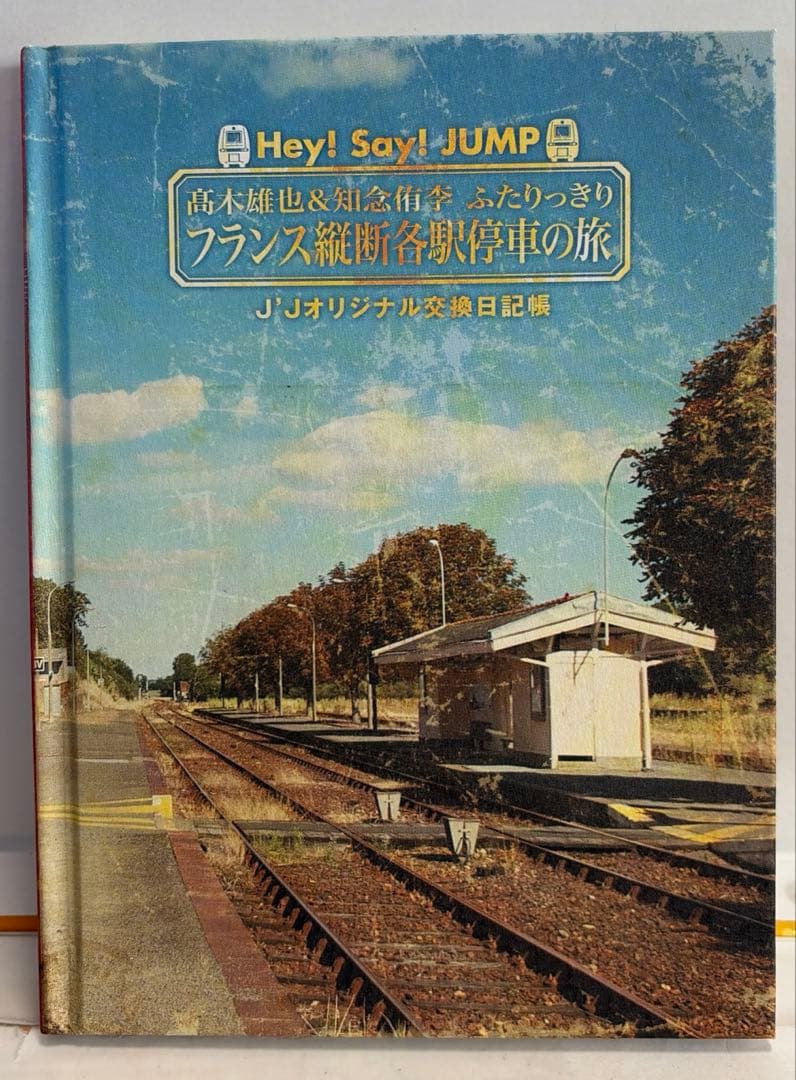 Hey! Say! JUMP
髙木雄也&知念侑李 ふたりっきり
フランス縦断各駅停車の旅
J'Jオリジナル交換日記帳